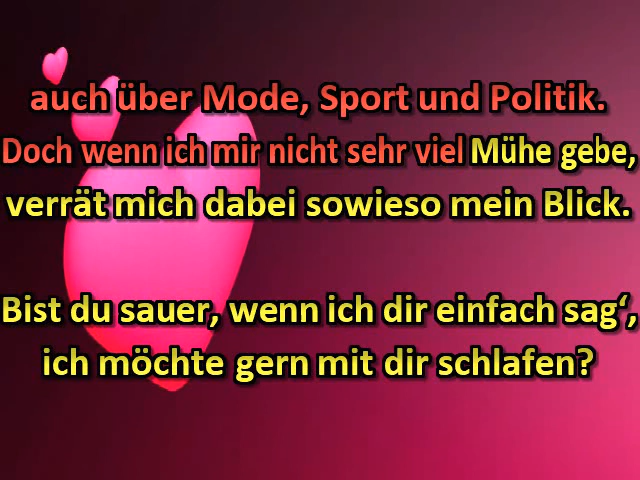 auch über Mode, Sport und Politik.
Doch wenn ich mir nicht sehr viel Mühe gebe,
verrät mich dabei sowieso mein Blick.
Bist du sauer, wenn ich dir einfach sag‘,
ich möchte gern mit dir schlafen?